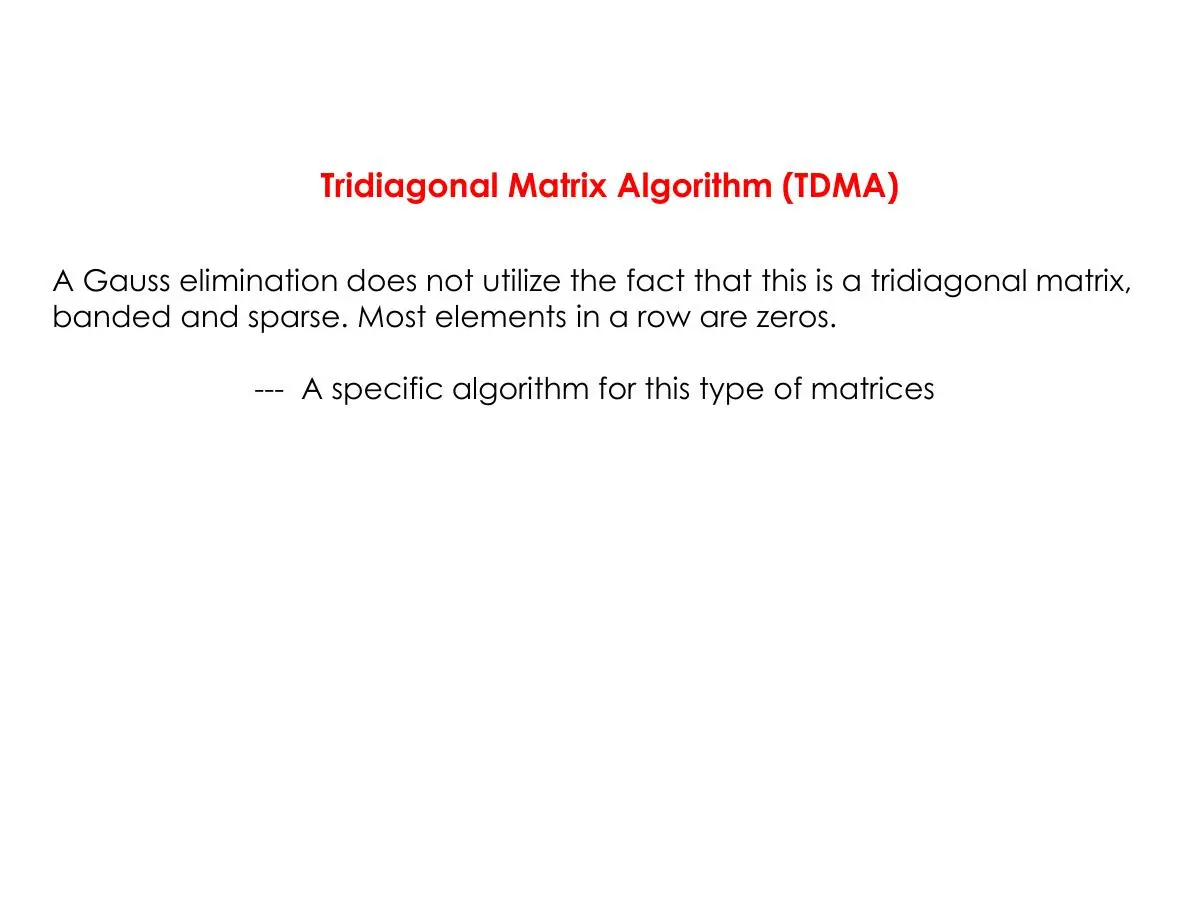 Tridiagonal Matrix Algorithm (TDMA)
A Gauss elimination does not utilize the fact that this is a tridiagonal matrix,
banded and sparse. Most elements in a row are zeros.
--- A specific algorithm for this type of matrices